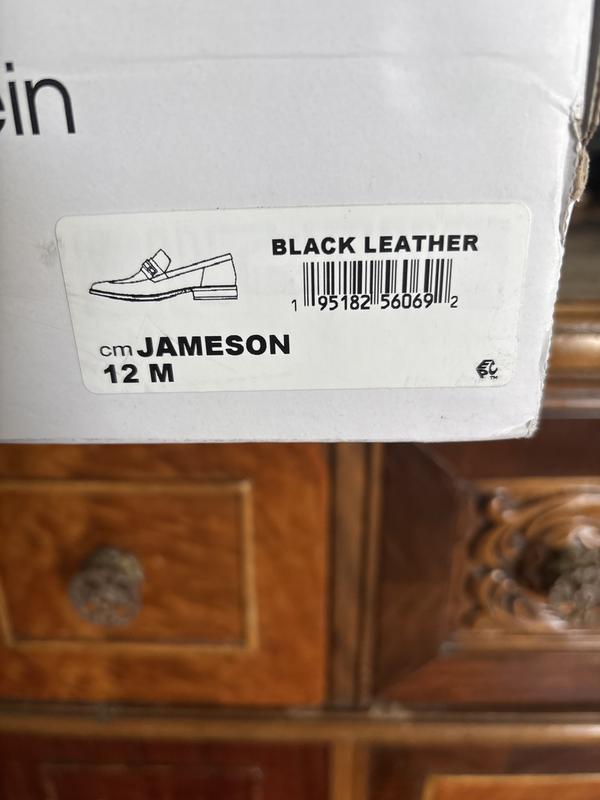 ein
BLACK LEATHER
1 95182 56069 2
cm JAMESON
12 M